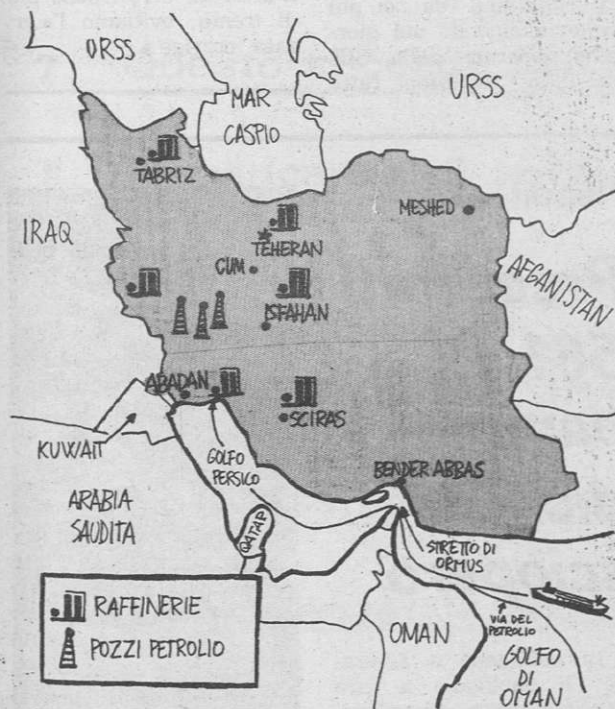 URSS
MAR
CASPIO
URSS
TABRIZ
MESHED
IRAQ
TEHERAN
CUM
AFGANISTAN
ISFAHAN
ABADAN
SCIRAS
KUWAIT
GOLFO
PERSICO
BENDER ABBAS
ARABIA
SAUDITA
QATAR
STRETTO DI
ORMUS
RAFFINERIE
POZZI PETROLIO
OMAN
VIA DEL
PETROLIO
GOLFO
DI
OMAN